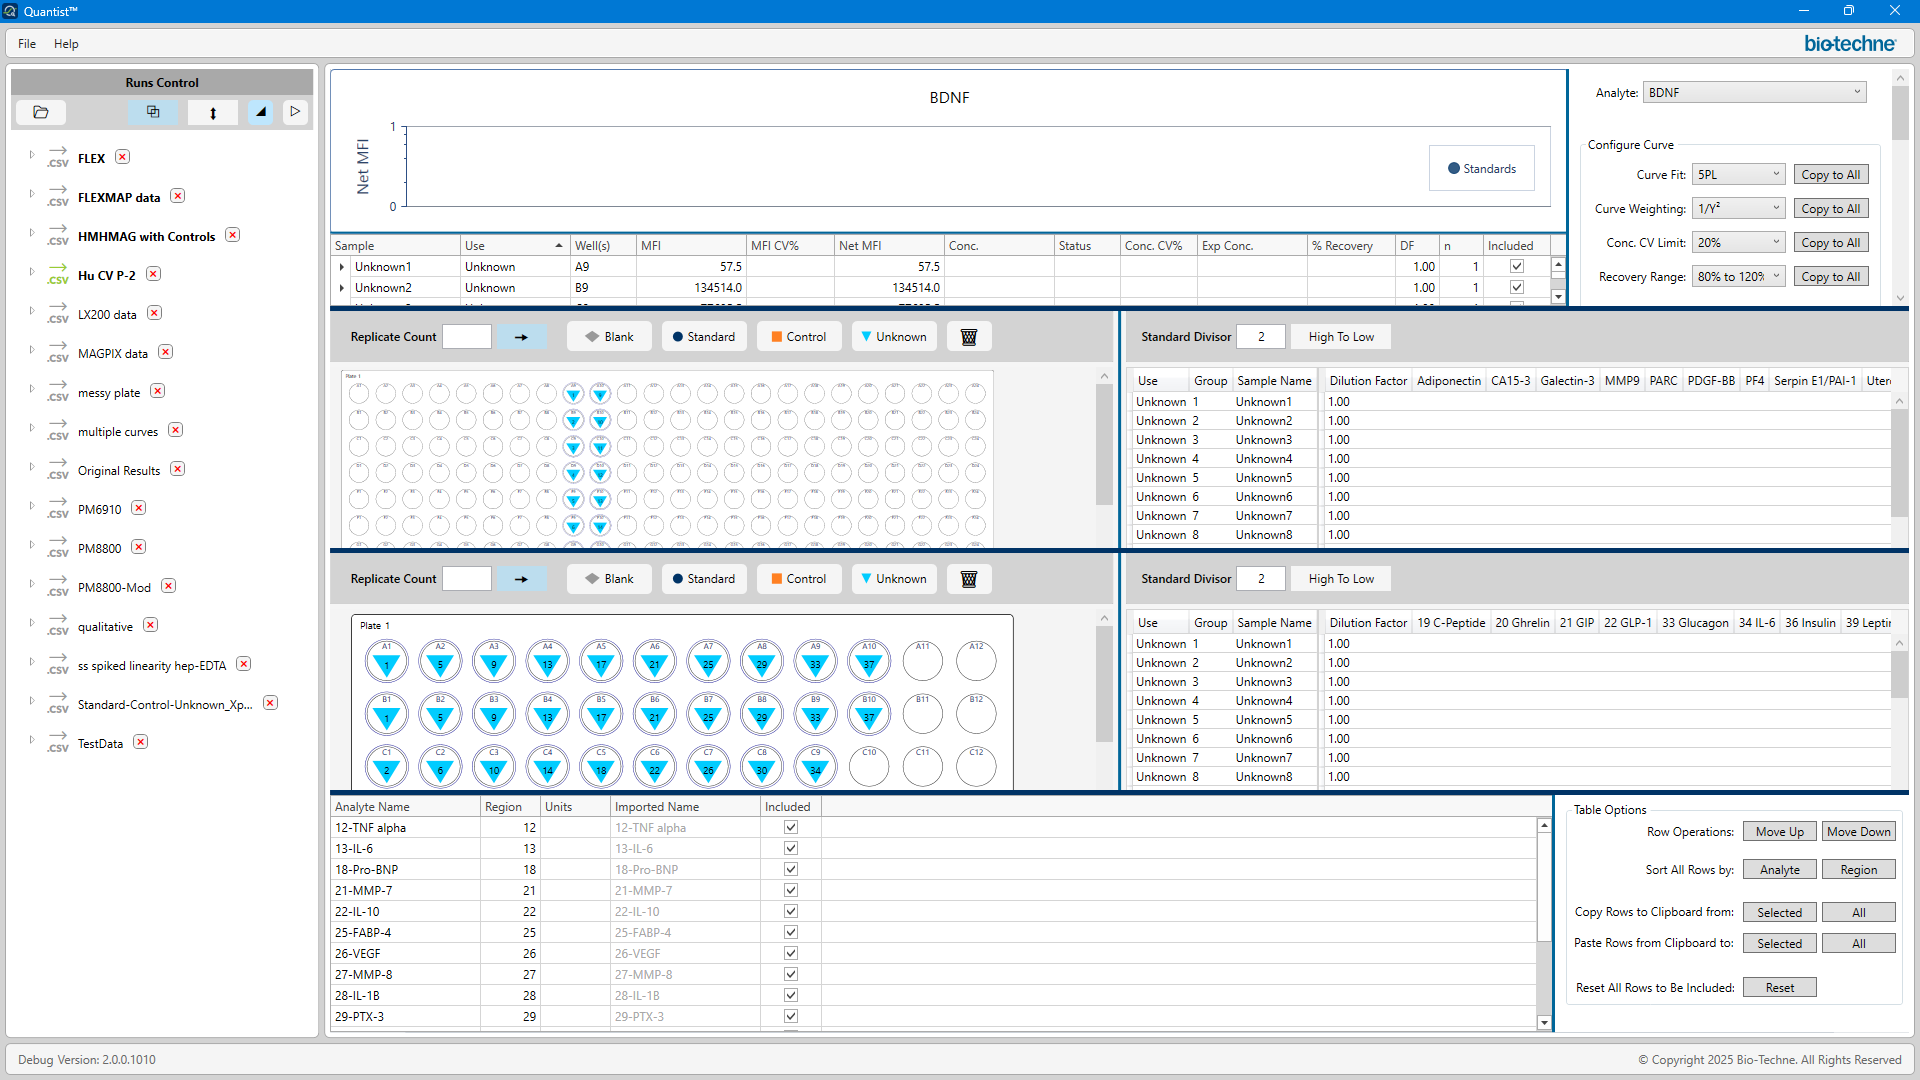 Quantist™
File Help
bio-techne
Runs Control
FLEX
FLEXMAP data
HMHMAG with Controls
Hu CV P-2
LX200 data
MAGPIX data
messy plate
multiple curves
Original Results
PM6910
PM8800
PM8800-Mod
qualitative
ss spiked linearity hep-EDTA
Standard-Control-Unknown_Xp...
TestData
BDNF
Net MFI
1
0
Standards
Analyte: BDNF
Configure Curve
Curve Fit: 5PL Copy to All
Curve Weighting: 1/Y² Copy to All
Conc. CV Limit: 20% Copy to All
Recovery Range: 80% to 120% Copy to All
Sample Use Well(s) MFI MFI CV% Net MFI Conc. Status Conc. CV% Exp Conc. % Recovery DF n Included
Unknown1 Unknown A9 57.5 57.5 1.00 1
Unknown2 Unknown B9 134514.0 134514.0 1.00 1
Replicate Count Blank Standard Control Unknown
Standard Divisor 2 High To Low
Plate 1
Use Group Sample Name Dilution Factor Adiponectin CA15-3 Galectin-3 MMP9 PARC PDGF-BB PF4 Serpin E1/PAI-1 Uter
Unknown 1 Unknown1 1.00
Unknown 2 Unknown2 1.00
Unknown 3 Unknown3 1.00
Unknown 4 Unknown4 1.00
Unknown 5 Unknown5 1.00
Unknown 6 Unknown6 1.00
Unknown 7 Unknown7 1.00
Unknown 8 Unknown8 1.00
Replicate Count Blank Standard Control Unknown
Standard Divisor 2 High To Low
Plate 1
A1 A2 A3 A4 A5 A6 A7 A8 A9 A10 A11 A12
1 5 9 13 17 21 25 29 33 37
B1 B2 B3 B4 B5 B6 B7 B8 B9 B10 B11 B12
1 5 9 13 17 21 25 29 33 37
C1 C2 C3 C4 C5 C6 C7 C8 C9 C10 C11 C12
2 6 10 14 18 22 26 30 34
Use Group Sample Name Dilution Factor 19 C-Peptide 20 Ghrelin 21 GIP 22 GLP-1 33 Glucagon 34 IL-6 36 Insulin 39 Leptin
Unknown 1 Unknown1 1.00
Unknown 2 Unknown2 1.00
Unknown 3 Unknown3 1.00
Unknown 4 Unknown4 1.00
Unknown 5 Unknown5 1.00
Unknown 6 Unknown6 1.00
Unknown 7 Unknown7 1.00
Unknown 8 Unknown8 1.00
Analyte Name Region Units Imported Name Included
12-TNF alpha 12 12-TNF alpha
13-IL-6 13 13-IL-6
18-Pro-BNP 18 18-Pro-BNP
21-MMP-7 21 21-MMP-7
22-IL-10 22 22-IL-10
25-FABP-4 25 25-FABP-4
26-VEGF 26 26-VEGF
27-MMP-8 27 27-MMP-8
28-IL-1B 28 28-IL-1B
29-PTX-3 29 29-PTX-3
Table Options
Row Operations: Move Up Move Down
Sort All Rows by: Analyte Region
Copy Rows to Clipboard from: Selected All
Paste Rows from Clipboard to: Selected All
Reset All Rows to Be Included: Reset
Debug Version: 2.0.0.1010
© Copyright 2025 Bio-Techne. All Rights Reserved